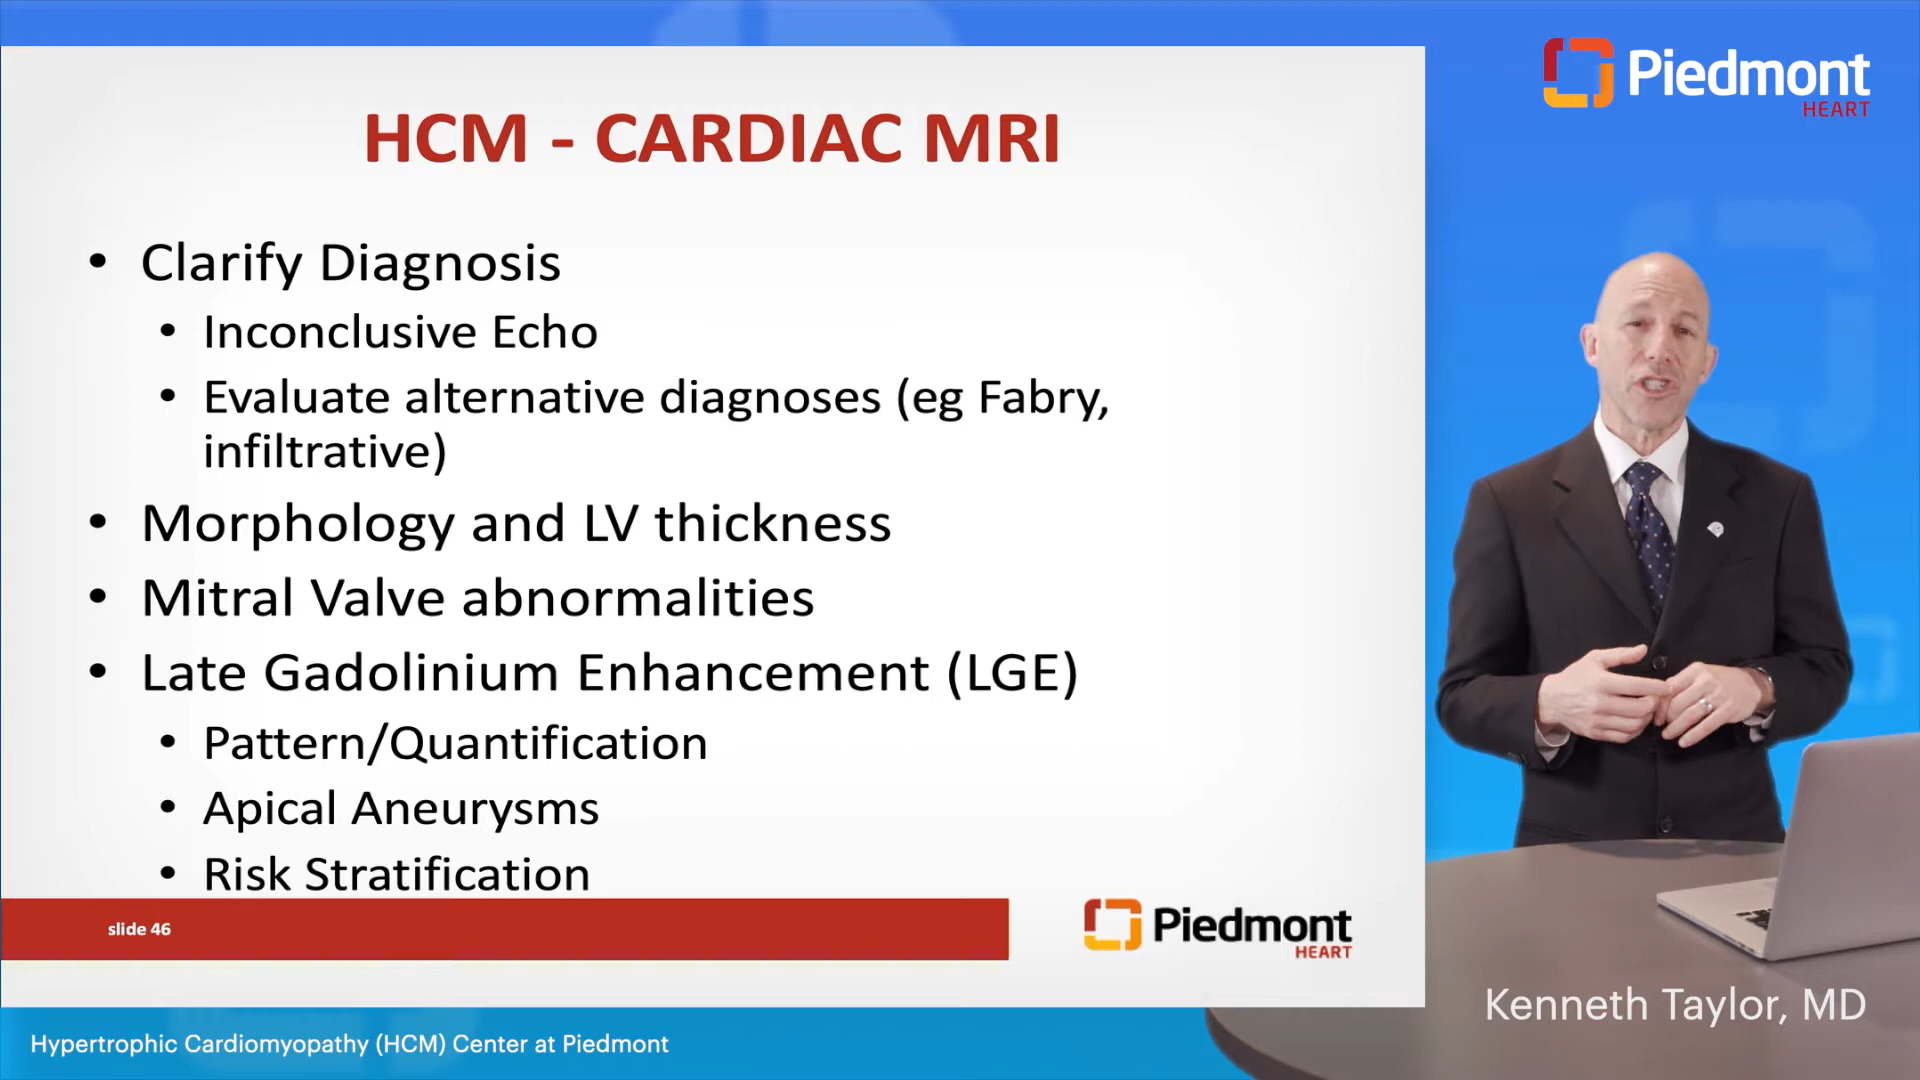 Piedmont
HEART
HCM - CARDIAC MRI
• Clarify Diagnosis
• Inconclusive Echo
• Evaluate alternative diagnoses (eg Fabry,
infiltrative)
• Morphology and LV thickness
• Mitral Valve abnormalities
• Late Gadolinium Enhancement (LGE)
• Pattern/Quantification
• Apical Aneurysms
• Risk Stratification
slide 46
Piedmont
HEART
Kenneth Taylor, MD
Hypertrophic Cardiomyopathy (HCM) Center at Piedmont